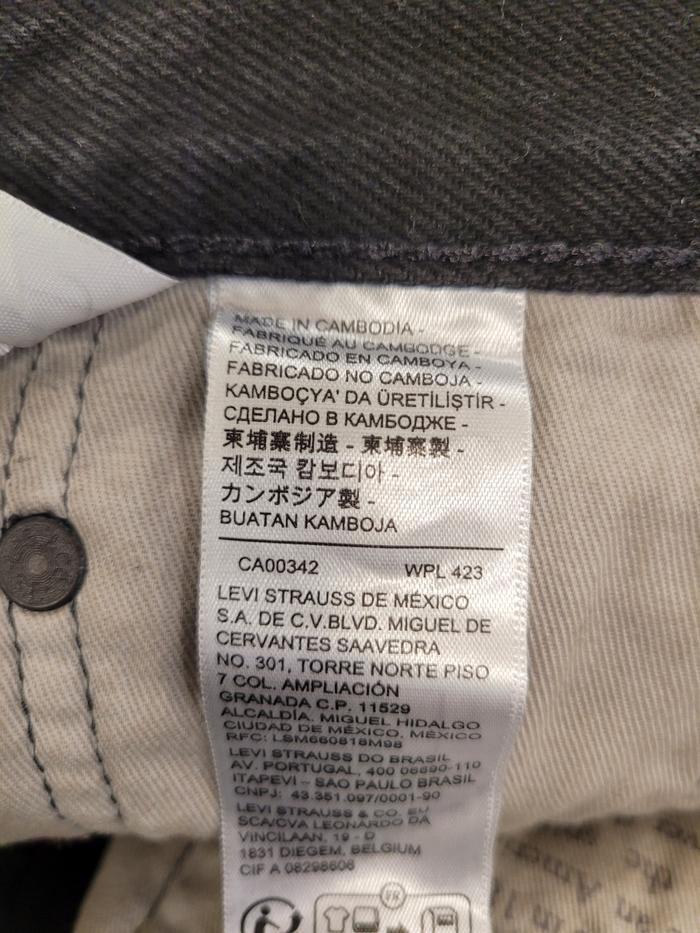 MADE IN CAMBODIA -
FABRIQUÉ AU CAMBODGE -
FABRICADO EN CAMBOYA -
FABRICADO NO CAMBOJA -
KAMBOÇYA' DA ÜRETİLİŞTİR -
СДЕЛАНО В КАМБОДЖЕ -
柬埔寨制造 - 柬埔寨製 -
제조국 캄보디아 -
カンボジア製 -
BUATAN KAMBOJA
CA00342 WPL 423
LEVI STRAUSS DE MÉXICO
S.A. DE C.V.BLVD. MIGUEL DE
CERVANTES SAAVEDRA
NO. 301, TORRE NORTE PISO
7 COL. AMPLIACIÓN
GRANADA C.P. 11529
ALCALDÍA. MIGUEL HIDALGO
CIUDAD DE MÉXICO, MÉXICO
RFC: LSM660818M98
LEVI STRAUSS DO BRASIL
AV. PORTUGAL, 400 06690-110
ITAPEVI – SAO PAULO BRASIL
CNPJ: 43.351.097/0001-90
LEVI STRAUSS & CO. EU
SCA/CVA LEONARDO DA
VINCILAAN, 19 - D
1831 DIEGEM, BELGIUM
CIF A 08298606
FR